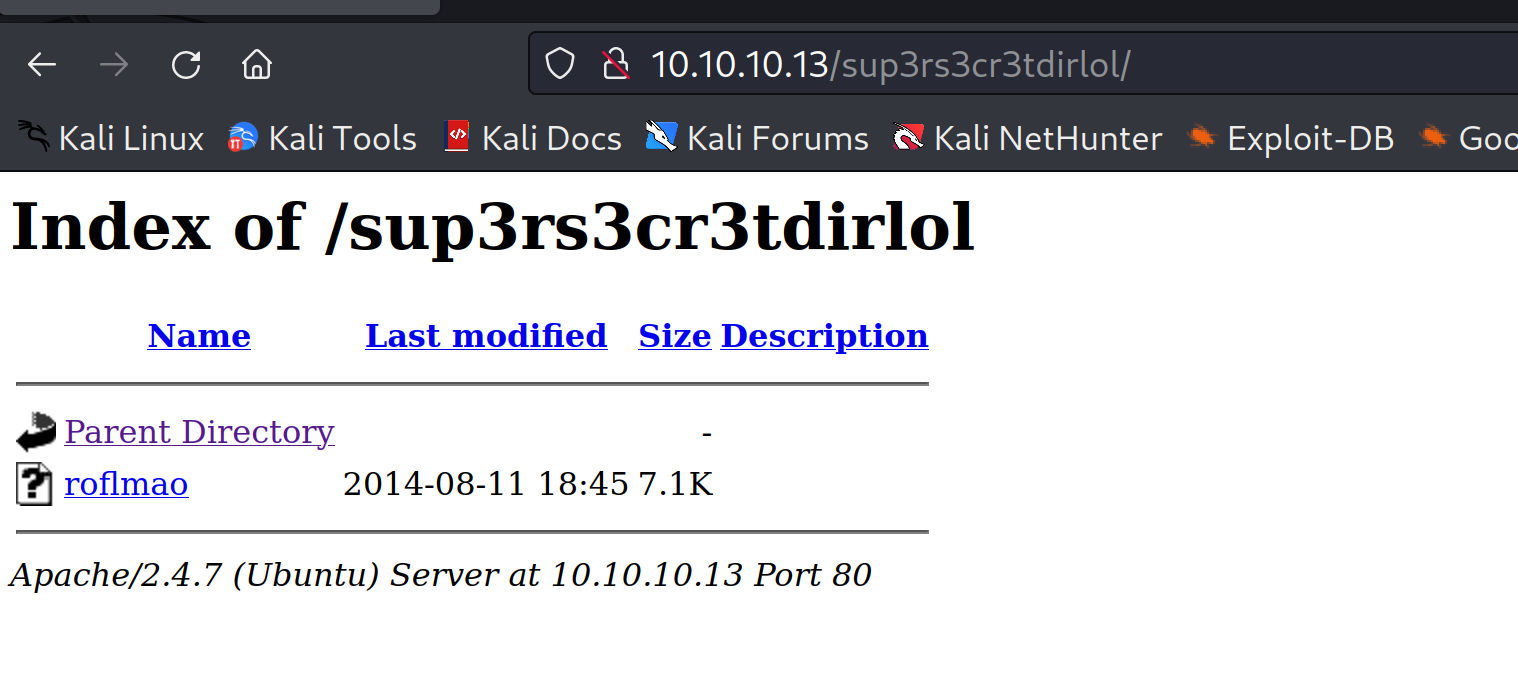 10.10.10.13/sup3rs3cr3tdirlol/
Kali Linux Kali Tools Kali Docs Kali Forums Kali NetHunter Exploit-DB Goo
Index of /sup3rs3cr3tdirlol
Name Last modified Size Description
Parent Directory -
roflmao 2014-08-11 18:45 7.1K
Apache/2.4.7 (Ubuntu) Server at 10.10.10.13 Port 80